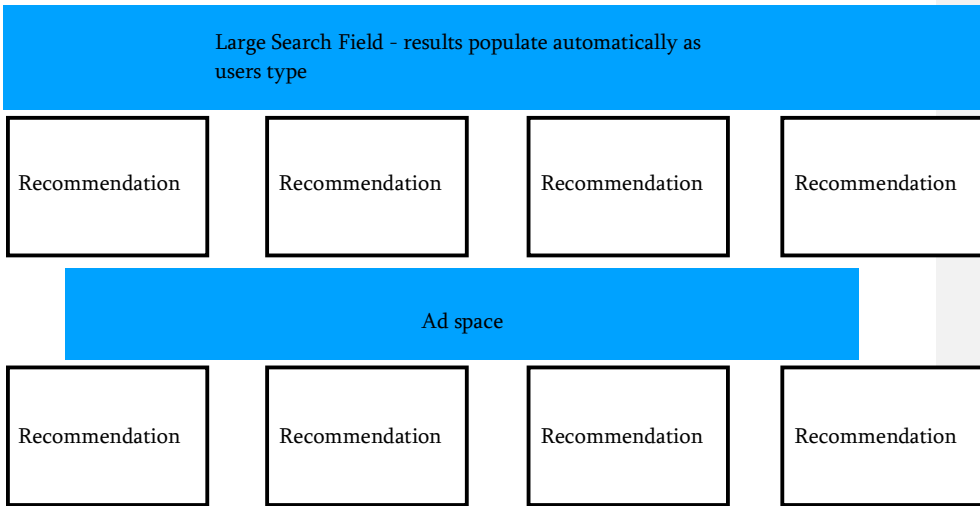 Large Search Field - results populate automatically as
users type
Recommendation
Recommendation
Recommendation
Recommendation
Ad space
Recommendation
Recommendation
Recommendation
Recommendation